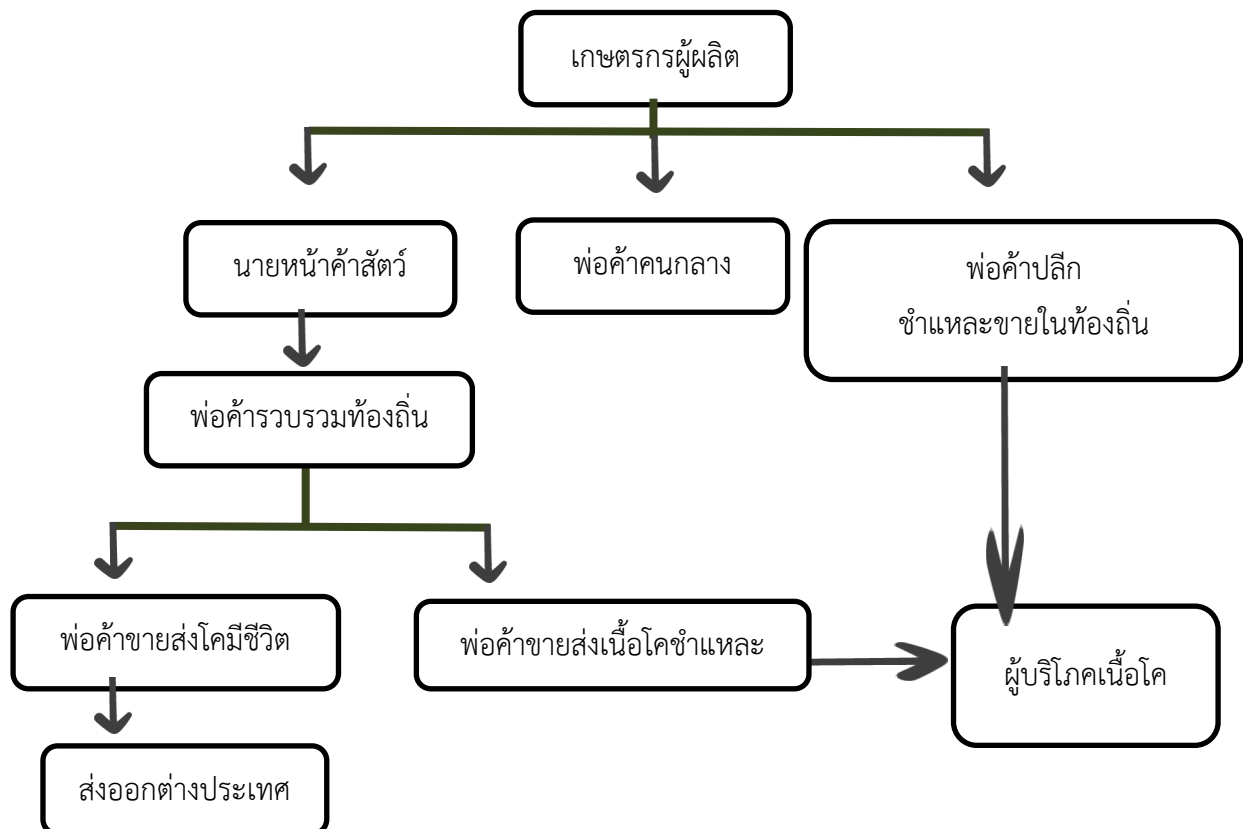 เกษตรกรผู้ผลิต
นายหน้าค้าสัตว์
พ่อค้าคนกลาง
พ่อค้าปลีก
ชำแหละขายในท้องถิ่น
พ่อค้ารวบรวมท้องถิ่น
พ่อค้าขายส่งโคมีชีวิต
พ่อค้าขายส่งเนื้อโคชำแหละ
ผู้บริโภคเนื้อโค
ส่งออกต่างประเทศ